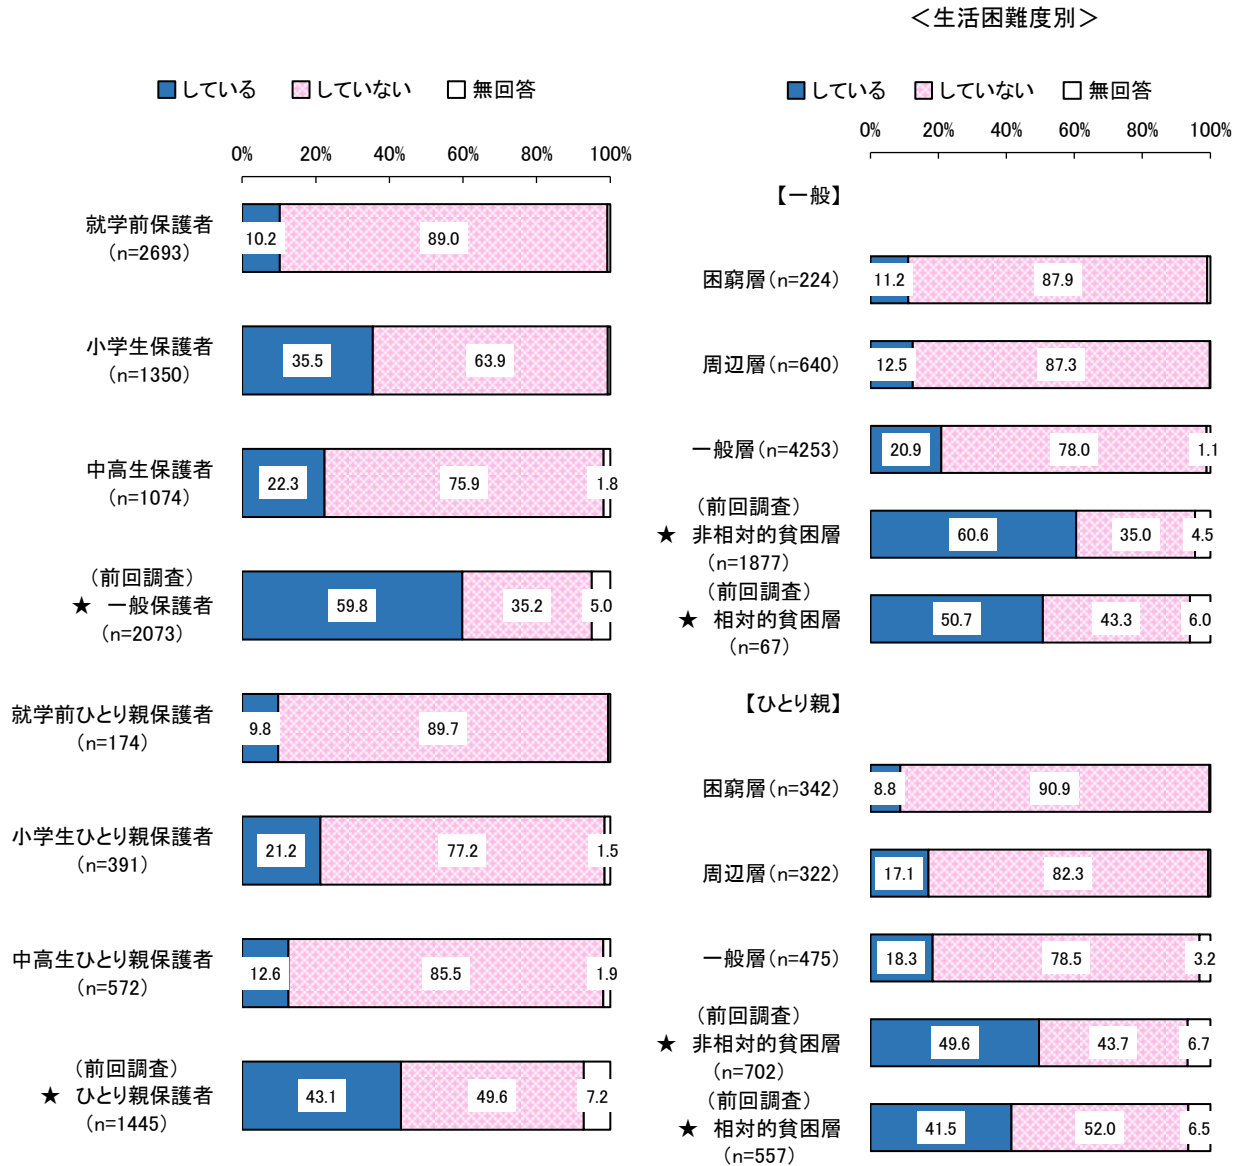 ＜生活困難度別＞
している していない 無回答
0% 20% 40% 60% 80% 100%
就学前保護者
(n=2693)
10.2 89.0
小学生保護者
(n=1350)
35.5 63.9
中高生保護者
(n=1074)
22.3 75.9 1.8
（前回調査）
★ 一般保護者
(n=2073)
59.8 35.2 5.0
就学前ひとり親保護者
(n=174)
9.8 89.7
小学生ひとり親保護者
(n=391)
21.2 77.2 1.5
中高生ひとり親保護者
(n=572)
12.6 85.5 1.9
（前回調査）
★ ひとり親保護者
(n=1445)
43.1 49.6 7.2
している していない 無回答
0% 20% 40% 60% 80% 100%
【一般】
困窮層(n=224) 11.2 87.9
周辺層(n=640) 12.5 87.3
一般層(n=4253) 20.9 78.0 1.1
（前回調査）
★ 非相対的貧困層
(n=1877)
60.6 35.0 4.5
（前回調査）
★ 相対的貧困層
(n=67)
50.7 43.3 6.0
【ひとり親】
困窮層(n=342) 8.8 90.9
周辺層(n=322) 17.1 82.3
一般層(n=475) 18.3 78.5 3.2
（前回調査）
★ 非相対的貧困層
(n=702)
49.6 43.7 6.7
（前回調査）
★ 相対的貧困層
(n=557)
41.5 52.0 6.5